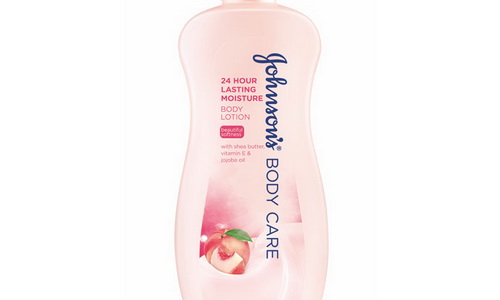 24 HOUR
LASTING
MOISTURE
BODY
LOTION
beautiful
softness
with shea butter,
vitamin E &
jojoba oil
Johnson's® BODY CARE